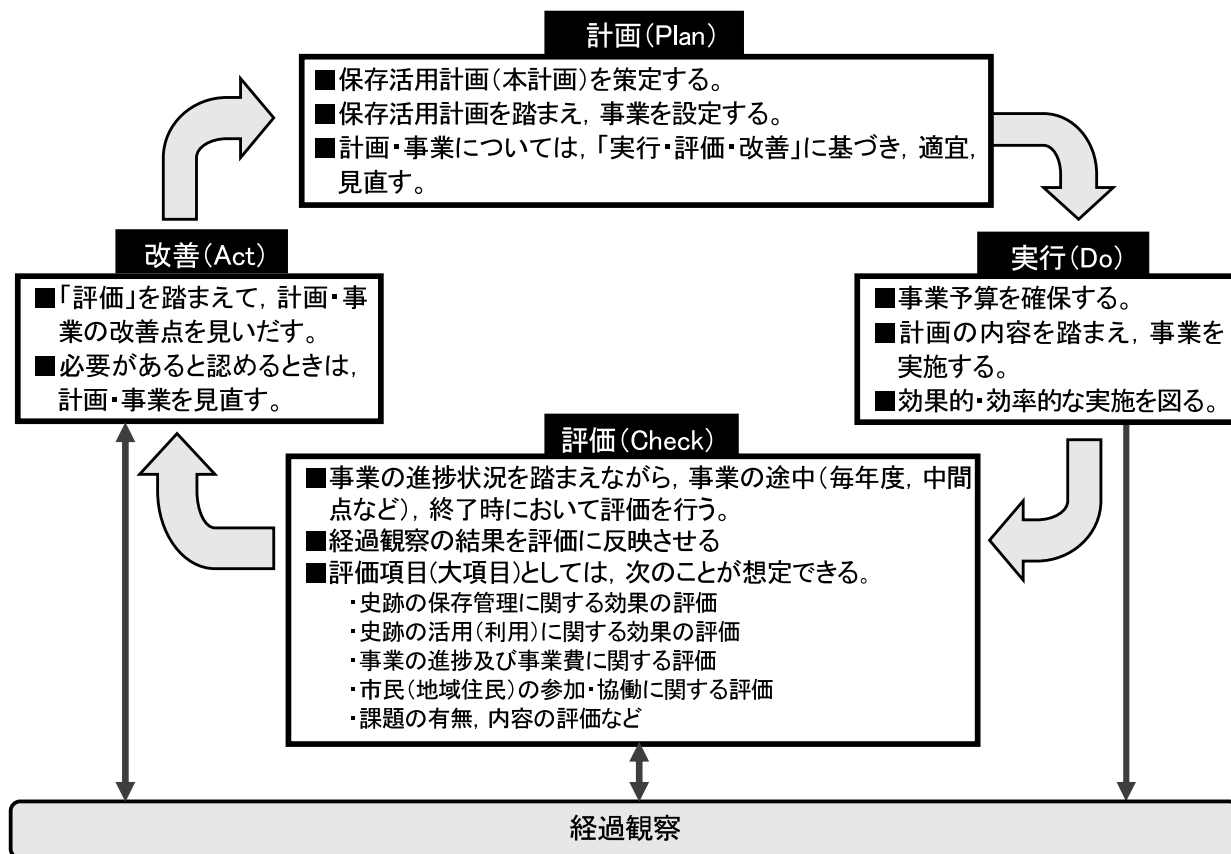 計画(Plan)
■保存活用計画(本計画)を策定する。
■保存活用計画を踏まえ,事業を設定する。
■計画・事業については,「実行・評価・改善」に基づき,適宜,
見直す。
改善(Act)
■「評価」を踏まえて,計画・事
業の改善点を見いだす。
■必要があると認めるときは,
計画・事業を見直す。
実行(Do)
■事業予算を確保する。
■計画の内容を踏まえ,事業を
実施する。
■効果的・効率的な実施を図る。
評価(Check)
■事業の進捗状況を踏まえながら,事業の途中(毎年度,中間
点など),終了時において評価を行う。
■経過観察の結果を評価に反映させる
■評価項目(大項目)としては,次のことが想定できる。
・史跡の保存管理に関する効果の評価
・史跡の活用(利用)に関する効果の評価
・事業の進捗及び事業費に関する評価
・市民(地域住民)の参加・協働に関する評価
・課題の有無,内容の評価など
経過観察